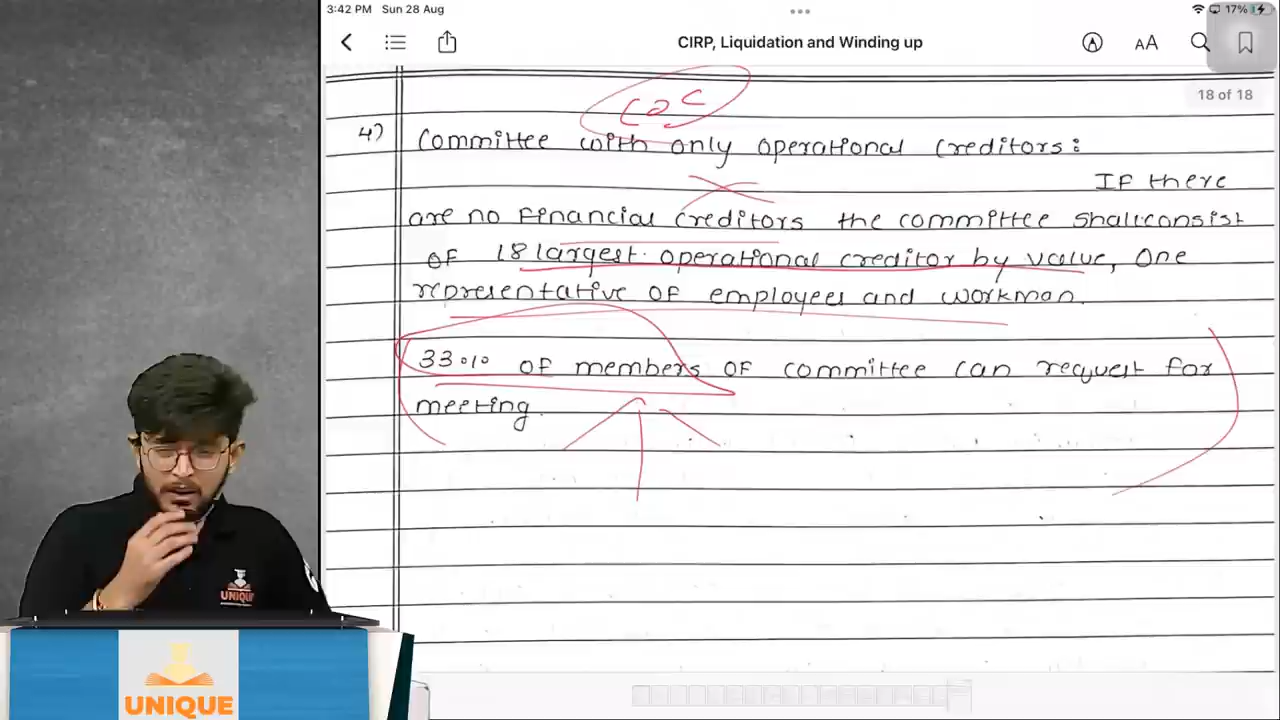 3:42 PM Sun 28 Aug
17%
CIRP, Liquidation and Winding up
AA
18 of 18
COC
4) Committee with only operational creditors:
If there
are no financial creditors the committee shall consist
of 18 largest operational creditor by value, one
representative of employees and workman.
33% of members of committee can request for
meeting.
UNIQUE
UNIQUE